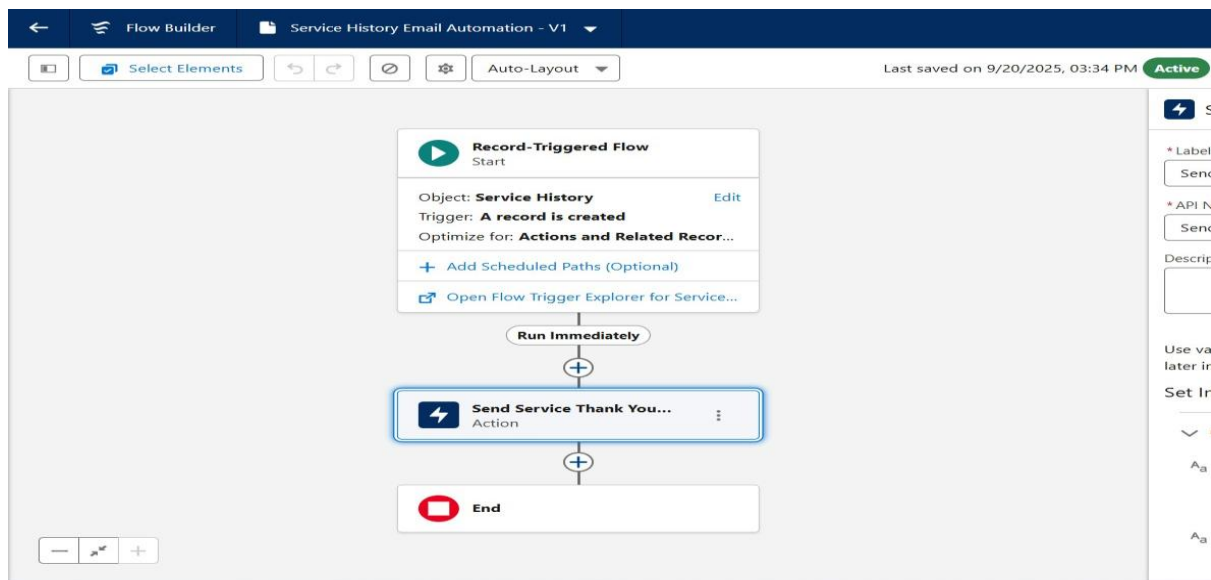 Flow Builder
Service History Email Automation - V1
Select Elements
Auto-Layout
Last saved on 9/20/2025, 03:34 PM
Active
S
Record-Triggered Flow
Start
* Label
Send
Object: Service History
Edit
* API N
Trigger: A record is created
Send
Optimize for: Actions and Related Recor...
Descrip
Add Scheduled Paths (Optional)
Open Flow Trigger Explorer for Service...
Run Immediately
Use va
later in
Set In
Send Service Thank You...
Action
Aa
End
Aa